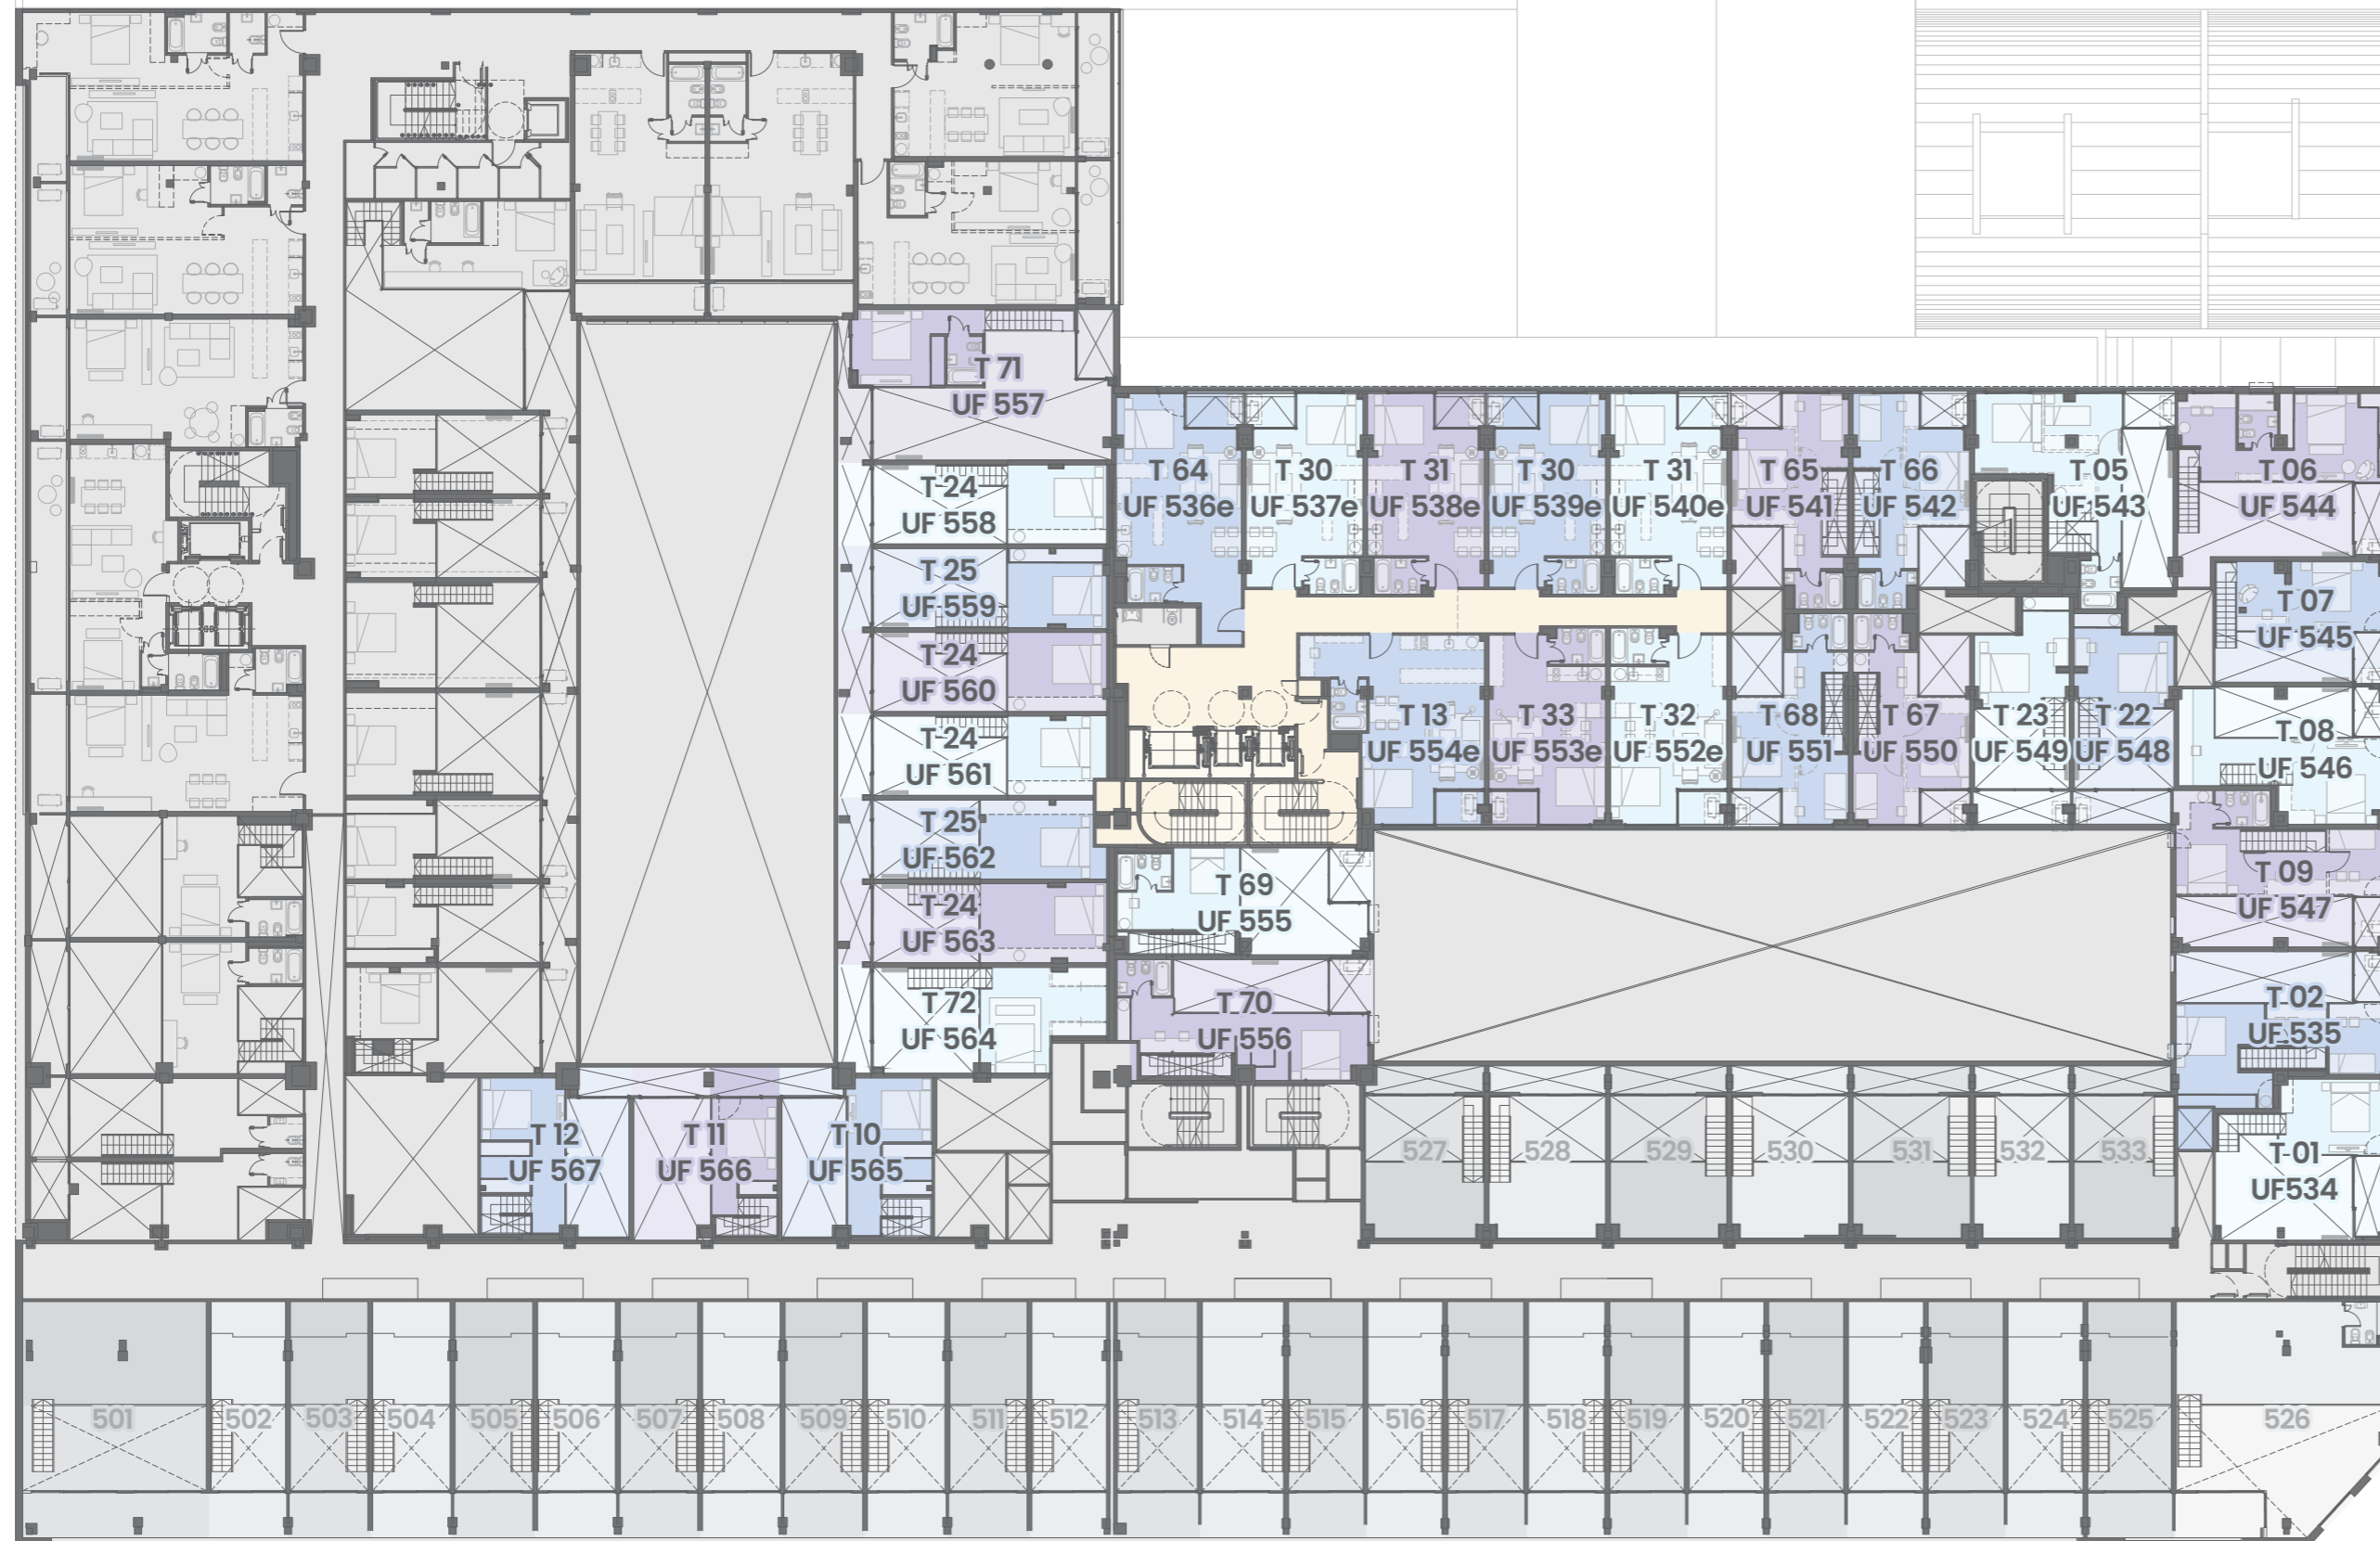 T 71
UF 557
T 24
UF 558
T 25
UF 559
T 24
UF 560
T 24
UF 561
T 25
UF 562
T 24
UF 563
T 72
UF 564
T 64
UF 536e
T 30
UF 537e
T 31
UF 538e
T 30
UF 539e
T 31
UF 540e
T 65
UF 541
T 66
UF 542
T 05
UF 543
T 06
UF 544
T 07
UF 545
T 13
UF 554e
T 33
UF 553e
T 32
UF 552e
T 68
UF 551
T 67
UF 550
T 23
UF 549
T 22
UF 548
T 08
UF 546
T 69
UF 555
T 09
UF 547
T 70
UF 556
T 02
UF 535
T 12
UF 567
T 11
UF 566
T 10
UF 565
527
528
529
530
531
532
533
T 01
UF534
501
502
503
504
505
506
507
508
509
510
511
512
513
514
515
516
517
518
519
520
521
522
523
524
525
526